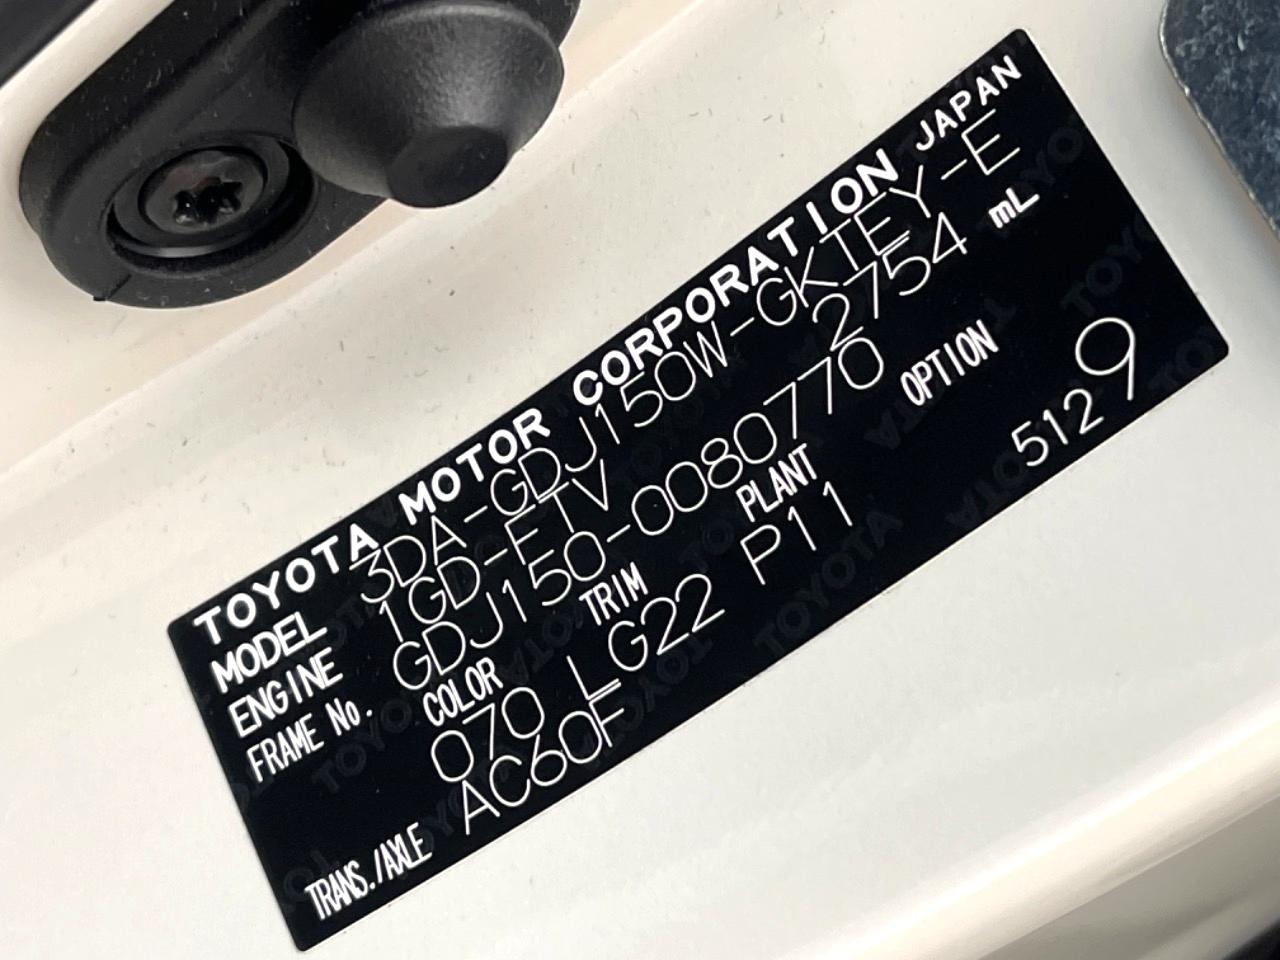 TOYOTA MOTOR CORPORATION JAPAN
MODEL 3DA-GDJ150W-GKTEY-E
ENGINE 1GD-FTV 2754 mL
FRAME No. GDJ150-0080770
COLOR TRIM PLANT OPTION
070 LG22 P11 5129
TRANS./AXLE AC60F